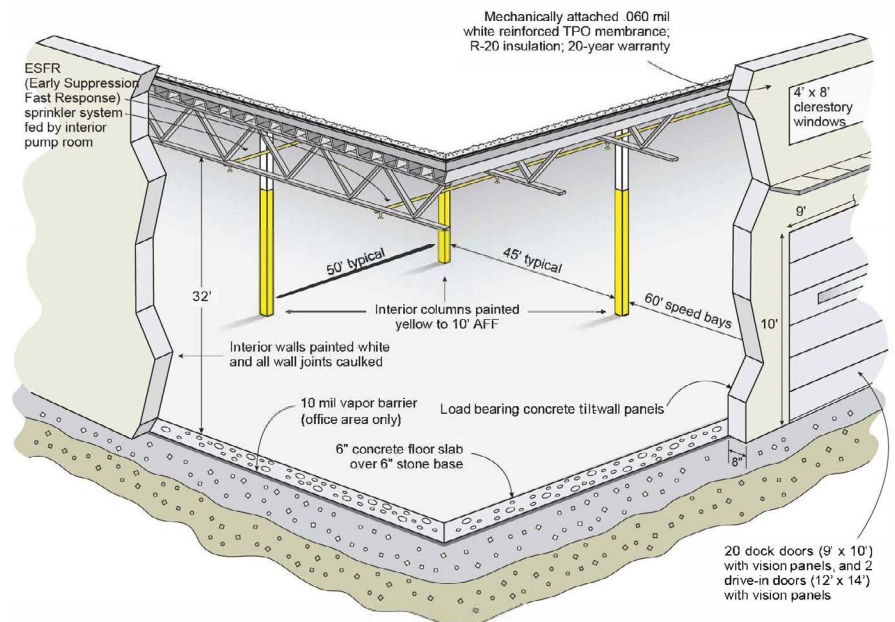 Mechanically attached .060 mil
white reinforced TPO membrance;
R-20 insulation; 20-year warranty
ESFR
(Early Suppression
Fast Response)
sprinkler system
fed by interior
pump room
4' x 8'
clerestory
windows
9'
50' typical
45' typical
32'
60' speed bays
10'
Interior columns painted
yellow to 10' AFF
Interior walls painted white
and all wall joints caulked
10 mil vapor barrier
(office area only)
Load bearing concrete tiltwall panels
6" concrete floor slab
over 6" stone base
8"
20 dock doors (9' x 10')
with vision panels, and 2
drive-in doors (12' x 14')
with vision panels